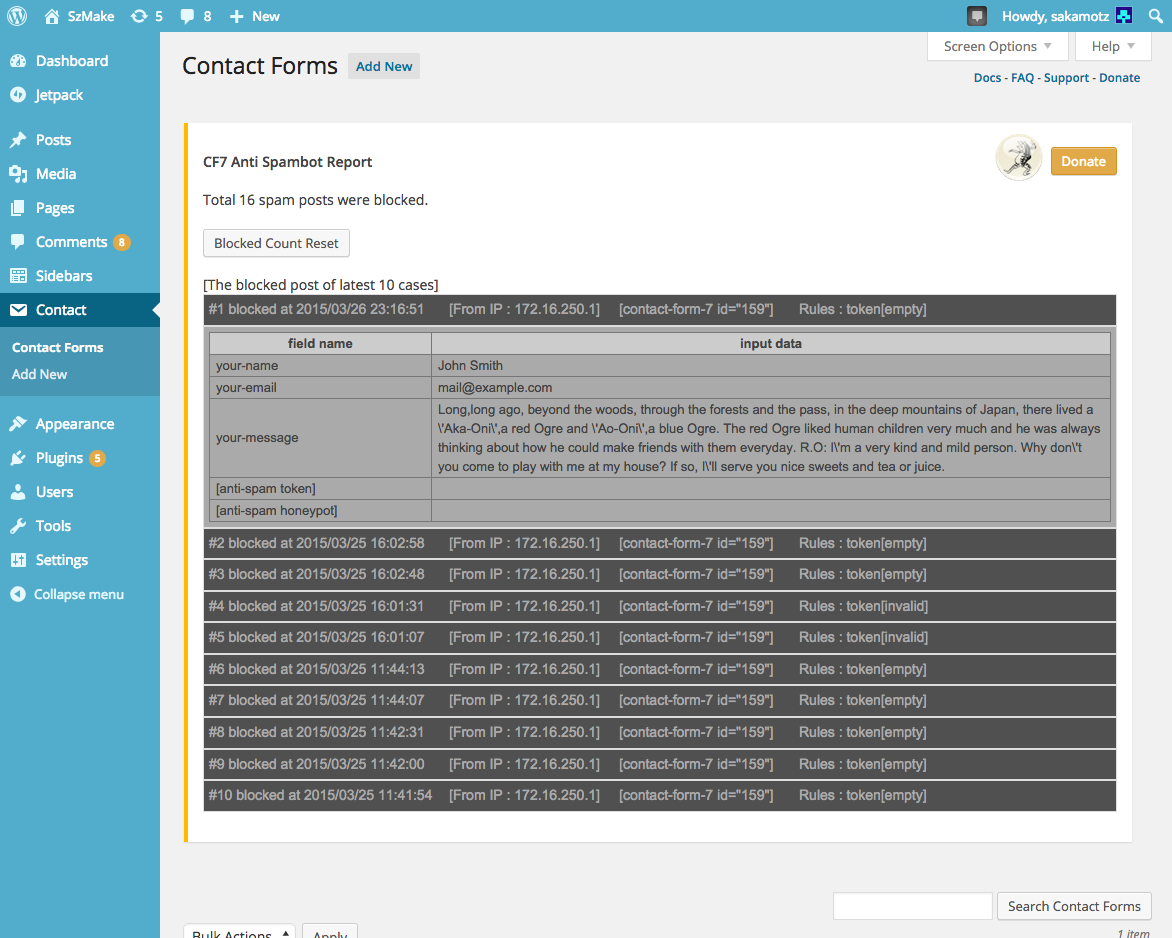 SzMake 5 8 New Howdy, sakamotz
Screen Options Help
Docs - FAQ - Support - Donate
Dashboard
Jetpack
Posts
Media
Pages
Comments 8
Sidebars
Contact
Contact Forms
Add New
Appearance
Plugins 5
Users
Tools
Settings
Collapse menu
Contact Forms Add New
CF7 Anti Spambot Report
Donate
Total 16 spam posts were blocked.
Blocked Count Reset
[The blocked post of latest 10 cases]
#1 blocked at 2015/03/26 23:16:51 [From IP : 172.16.250.1] [contact-form-7 id="159"] Rules : token[empty]
field name input data
your-name John Smith
your-email mail@example.com
your-message
Long,long ago, beyond the woods, through the forests and the pass, in the deep mountains of Japan, there lived a
\'Aka-Oni\',a red Ogre and \'Ao-Oni\',a blue Ogre. The red Ogre liked human children very much and he was always
thinking about how he could make friends with them everyday. R.O: I\'m a very kind and mild person. Why don\'t
you come to play with me at my house? If so, I\'ll serve you nice sweets and tea or juice.
[anti-spam token]
[anti-spam honeypot]
#2 blocked at 2015/03/25 16:02:58 [From IP : 172.16.250.1] [contact-form-7 id="159"] Rules : token[empty]
#3 blocked at 2015/03/25 16:02:48 [From IP : 172.16.250.1] [contact-form-7 id="159"] Rules : token[empty]
#4 blocked at 2015/03/25 16:01:31 [From IP : 172.16.250.1] [contact-form-7 id="159"] Rules : token[invalid]
#5 blocked at 2015/03/25 16:01:07 [From IP : 172.16.250.1] [contact-form-7 id="159"] Rules : token[invalid]
#6 blocked at 2015/03/25 11:44:13 [From IP : 172.16.250.1] [contact-form-7 id="159"] Rules : token[empty]
#7 blocked at 2015/03/25 11:44:07 [From IP : 172.16.250.1] [contact-form-7 id="159"] Rules : token[empty]
#8 blocked at 2015/03/25 11:42:31 [From IP : 172.16.250.1] [contact-form-7 id="159"] Rules : token[empty]
#9 blocked at 2015/03/25 11:42:00 [From IP : 172.16.250.1] [contact-form-7 id="159"] Rules : token[empty]
#10 blocked at 2015/03/25 11:41:54 [From IP : 172.16.250.1] [contact-form-7 id="159"] Rules : token[empty]
Search Contact Forms
Bulk Actions Apply
1 item